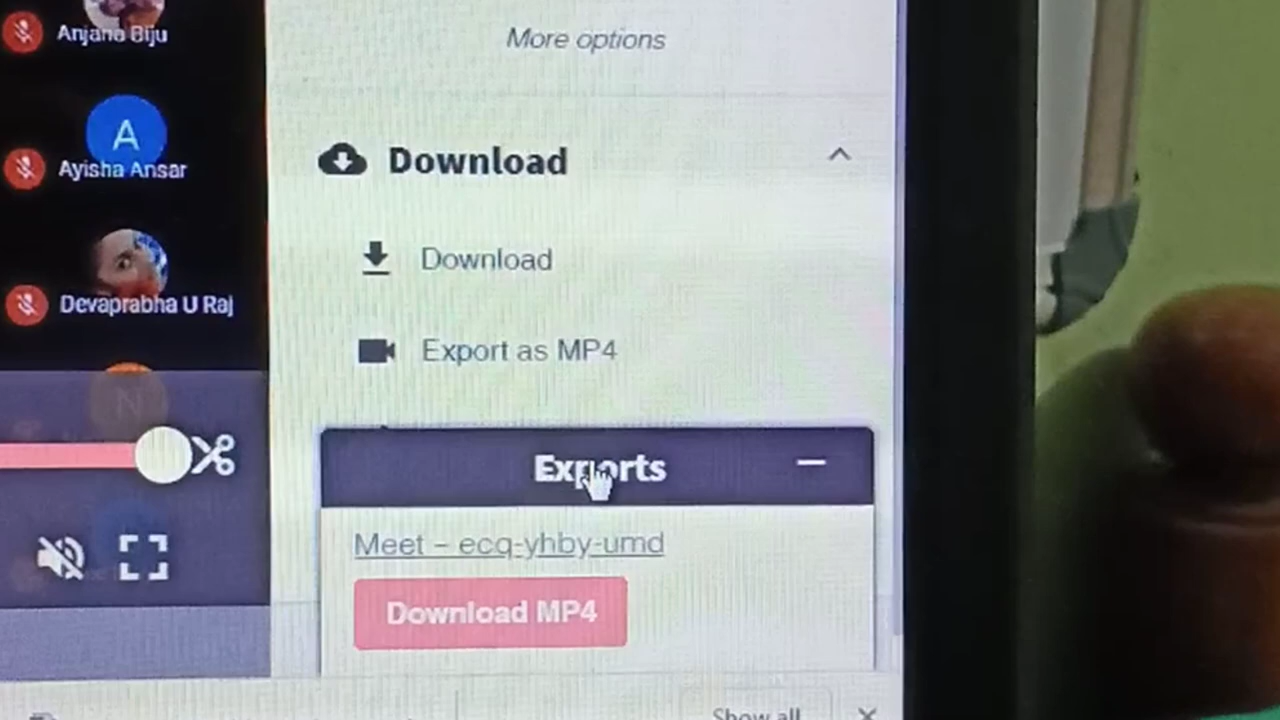 Anjana Biju
More options
Download
A
Ayisha Ansar
Download
Devaprabha U Raj
Export as MP4
N
Exports
Meet – ecq-yhby-umd
Download MP4
Show all